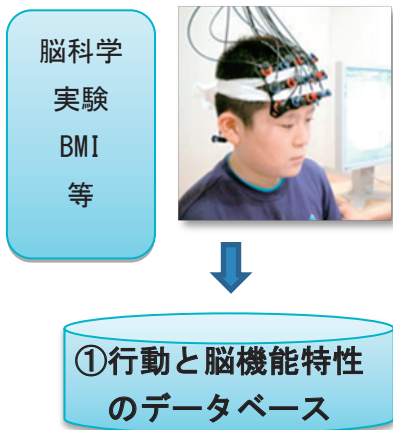 脳科学
実験
BMI
等
①行動と脳機能特性
のデータベース